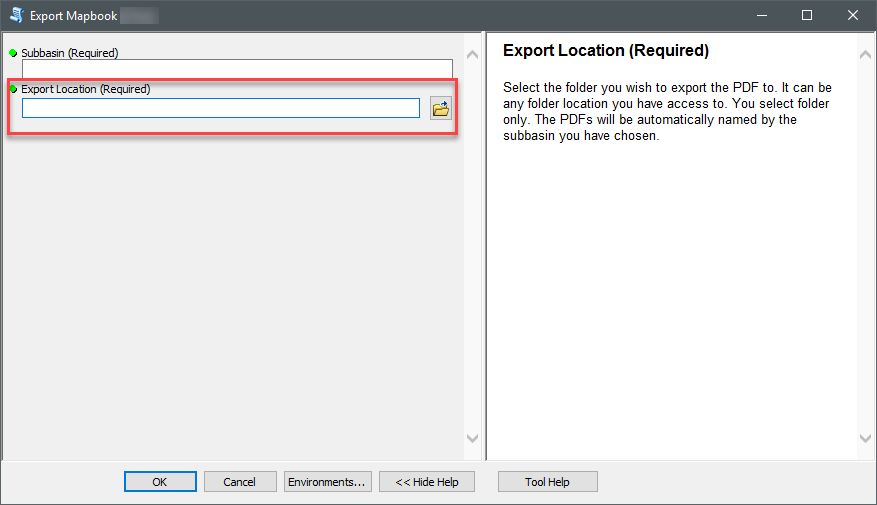 Export Mapbook
Subbasin (Required)
Export Location (Required)
Export Location (Required)
Select the folder you wish to export the PDF to. It can be
any folder location you have access to. You select folder
only. The PDFs will be automatically named by the
subbasin you have chosen.
OK
Cancel
Environments...
<< Hide Help
Tool Help